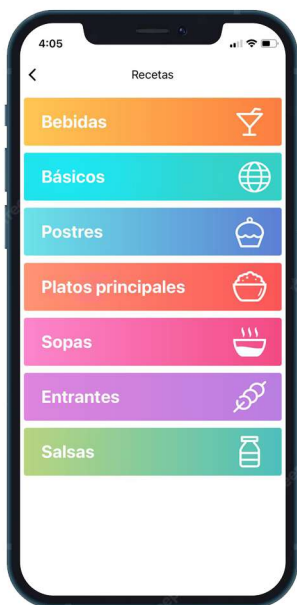 4:05
Recetas
Bebidas
Básicos
Postres
Platos principales
Sopas
Entrantes
Salsas